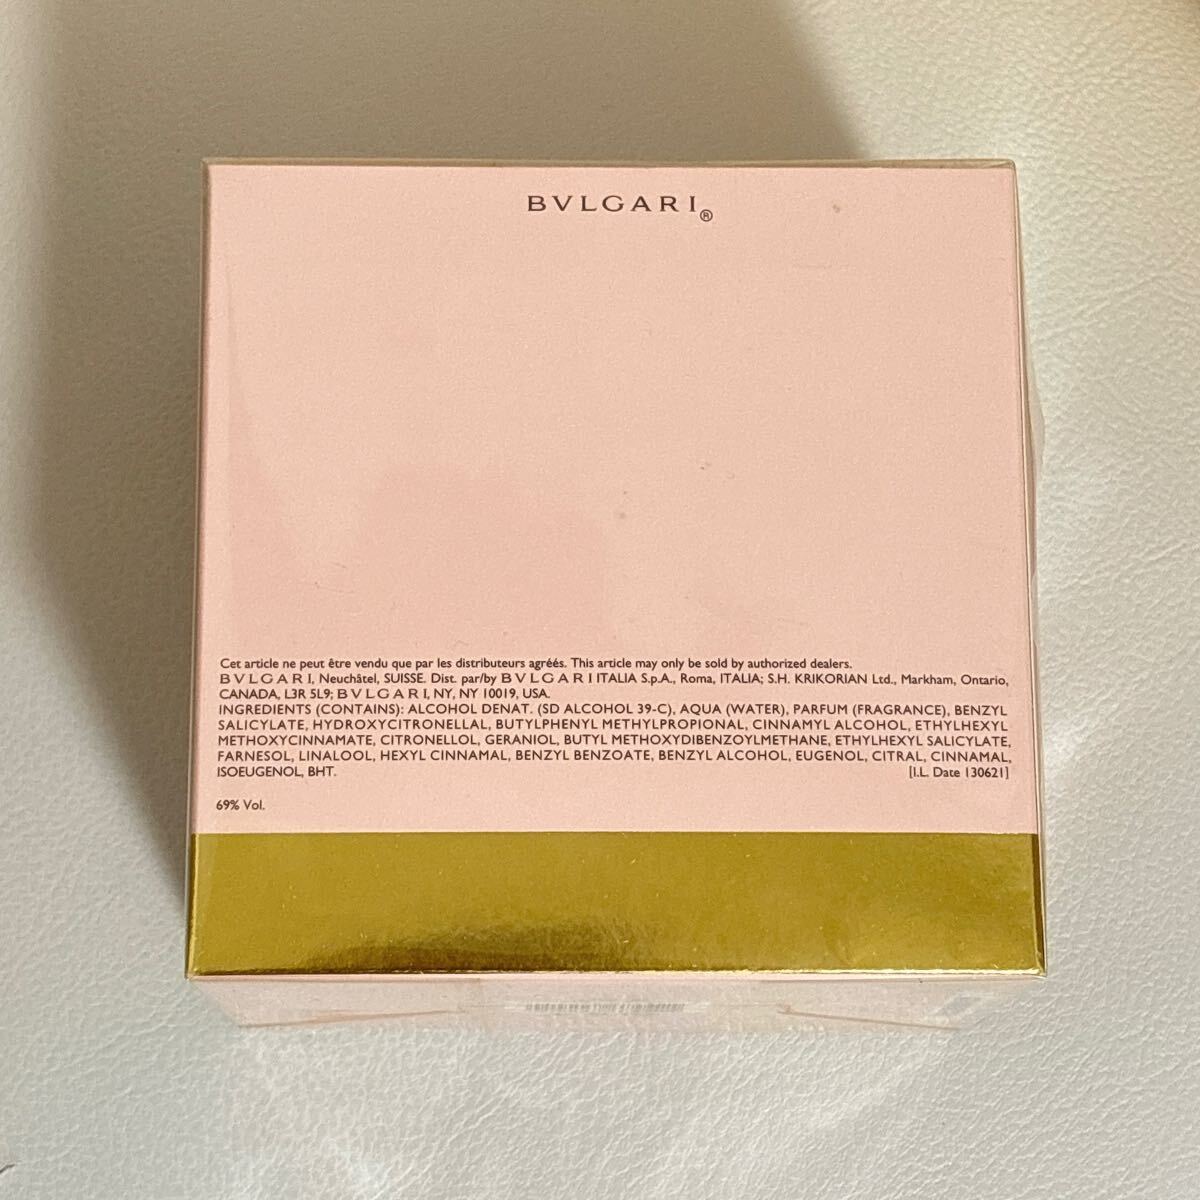 BVLGARI®
Cet article ne peut être vendu que par les distributeurs agréés. This article may only be sold by authorized dealers.
BVLGARI, Neuchâtel, SUISSE. Dist. par/by BVLGARI ITALIA S.p.A., Roma, ITALIA; S.H. KRIKORIAN Ltd., Markham, Ontario,
CANADA, L3R 5L9; BVLGARI, NY, NY 10019, USA.
INGREDIENTS (CONTAINS): ALCOHOL DENAT. (SD ALCOHOL 39-C), AQUA (WATER), PARFUM (FRAGRANCE), BENZYL
SALICYLATE, HYDROXYCITRONELLAL, BUTYLPHENYL METHYLPROPIONAL, CINNAMYL ALCOHOL, ETHYLHEXYL
METHOXYCINNAMATE, CITRONELLOL, GERANIOL, BUTYL METHOXYDIBENZOYLMETHANE, ETHYLHEXYL SALICYLATE,
FARNESOL, LINALOOL, HEXYL CINNAMAL, BENZYL BENZOATE, BENZYL ALCOHOL, EUGENOL, CITRAL, CINNAMAL,
ISOEUGENOL, BHT. [I.L. Date 130621]
69% Vol.